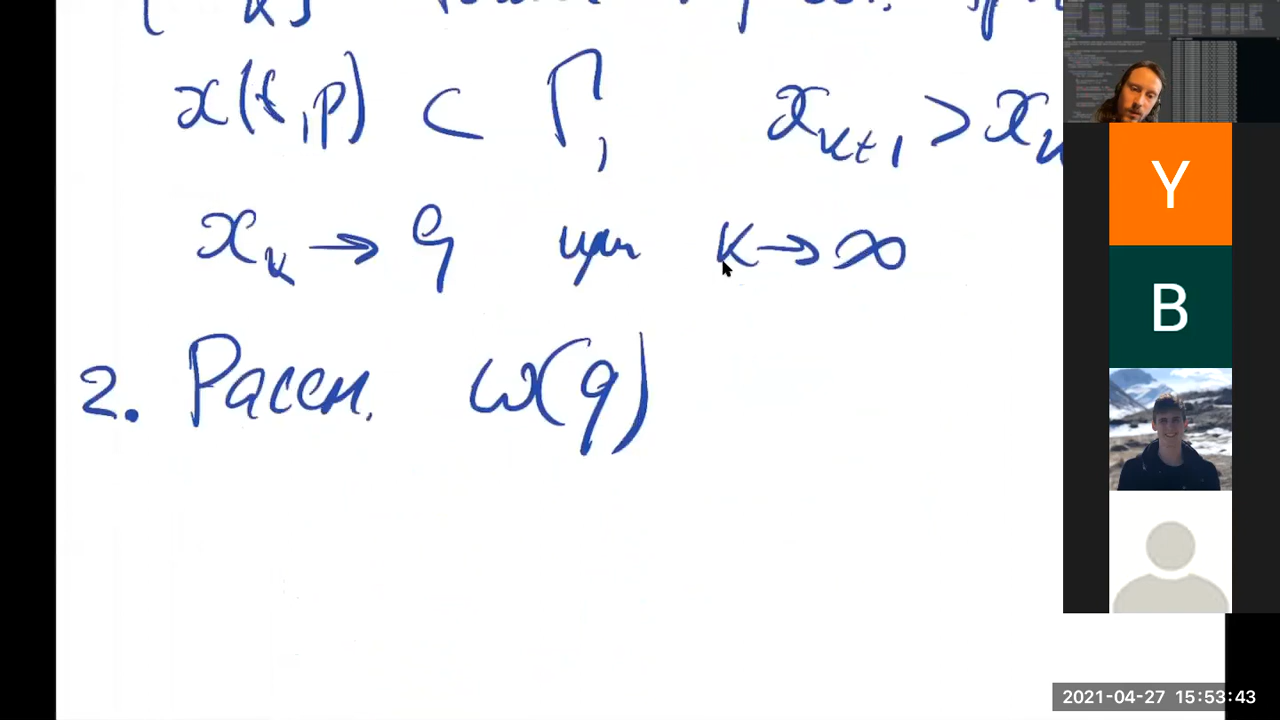 x(t,p) ⊂ Γ, x_{k+1} > x_k
x_k → q при k → ∞
2. Рассм. ω(q)
Y
B
2021-04-27 15:53:43